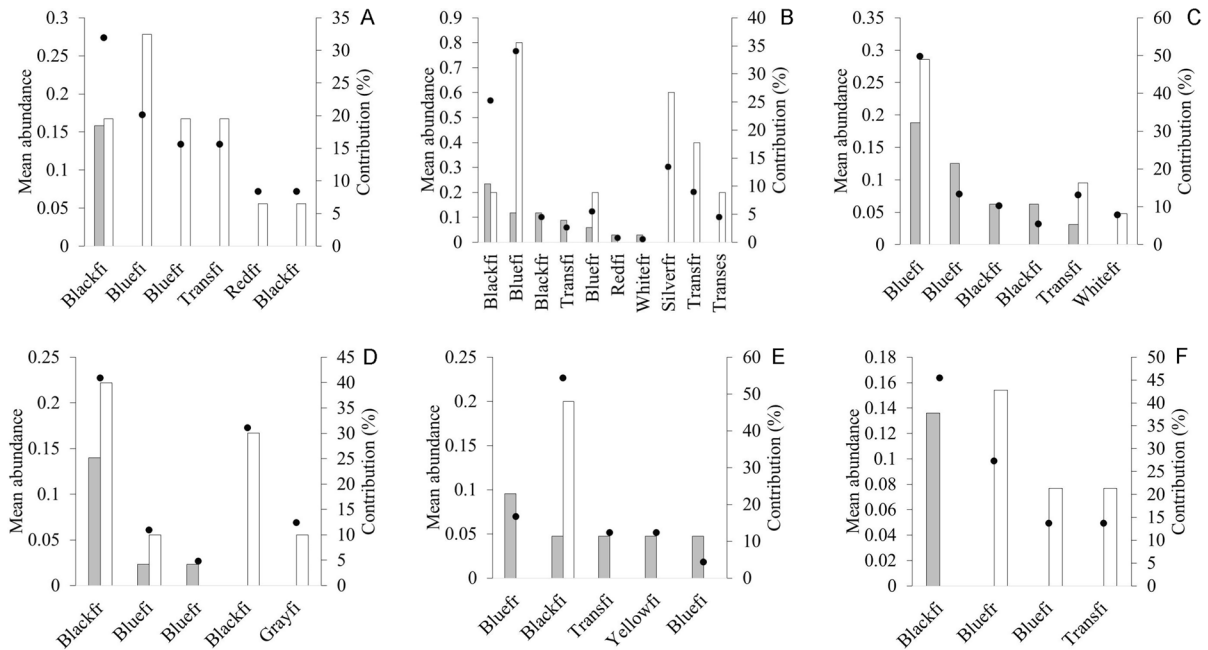 A
0.3
0.25
0.2
0.15
0.1
0.05
0
Mean abundance
35
30
25
20
15
10
5
0
Contribution (%)
Blackfi
Bluefi
Bluefr
Transfi
Redfr
Blackfr
B
0.9
0.8
0.7
0.6
0.5
0.4
0.3
0.2
0.1
0
Mean abundance
40
35
30
25
20
15
10
5
0
Contribution (%)
Blackfi
Bluefi
Blackfr
Transfi
Bluefr
Redfi
Whitefr
Silverfr
Transfr
Transes
C
0.35
0.3
0.25
0.2
0.15
0.1
0.05
0
Mean abundance
60
50
40
30
20
10
0
Contribution (%)
Bluefi
Bluefr
Blackfr
Blackfi
Transfi
Whitefr
D
0.25
0.2
0.15
0.1
0.05
0
Mean abundance
45
40
35
30
25
20
15
10
5
0
Contribution (%)
Blackfr
Bluefi
Bluefr
Blackfi
Grayfi
E
0.25
0.2
0.15
0.1
0.05
0
Mean abundance
60
50
40
30
20
10
0
Contribution (%)
Bluefr
Blackfi
Transfi
Yellowfi
Bluefi
F
0.18
0.16
0.14
0.12
0.1
0.08
0.06
0.04
0.02
0
Mean abundance
50
45
40
35
30
25
20
15
10
5
0
Contribution (%)
Blackfi
Bluefr
Bluefi
Transfi